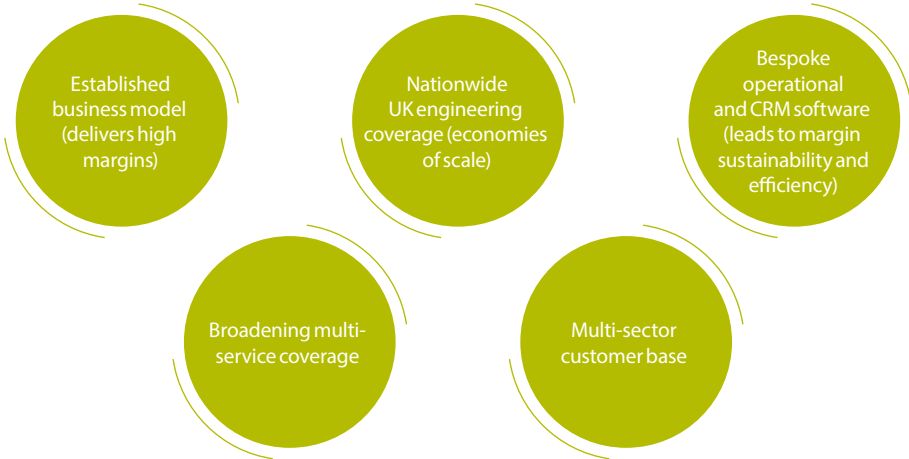 Established
business model
(delivers high
margins)
Nationwide
UK engineering
coverage (economies
of scale)
Bespoke
operational
and CRM software
(leads to margin
sustainability and
efficiency)
Broadening multi-
service coverage
Multi-sector
customer base